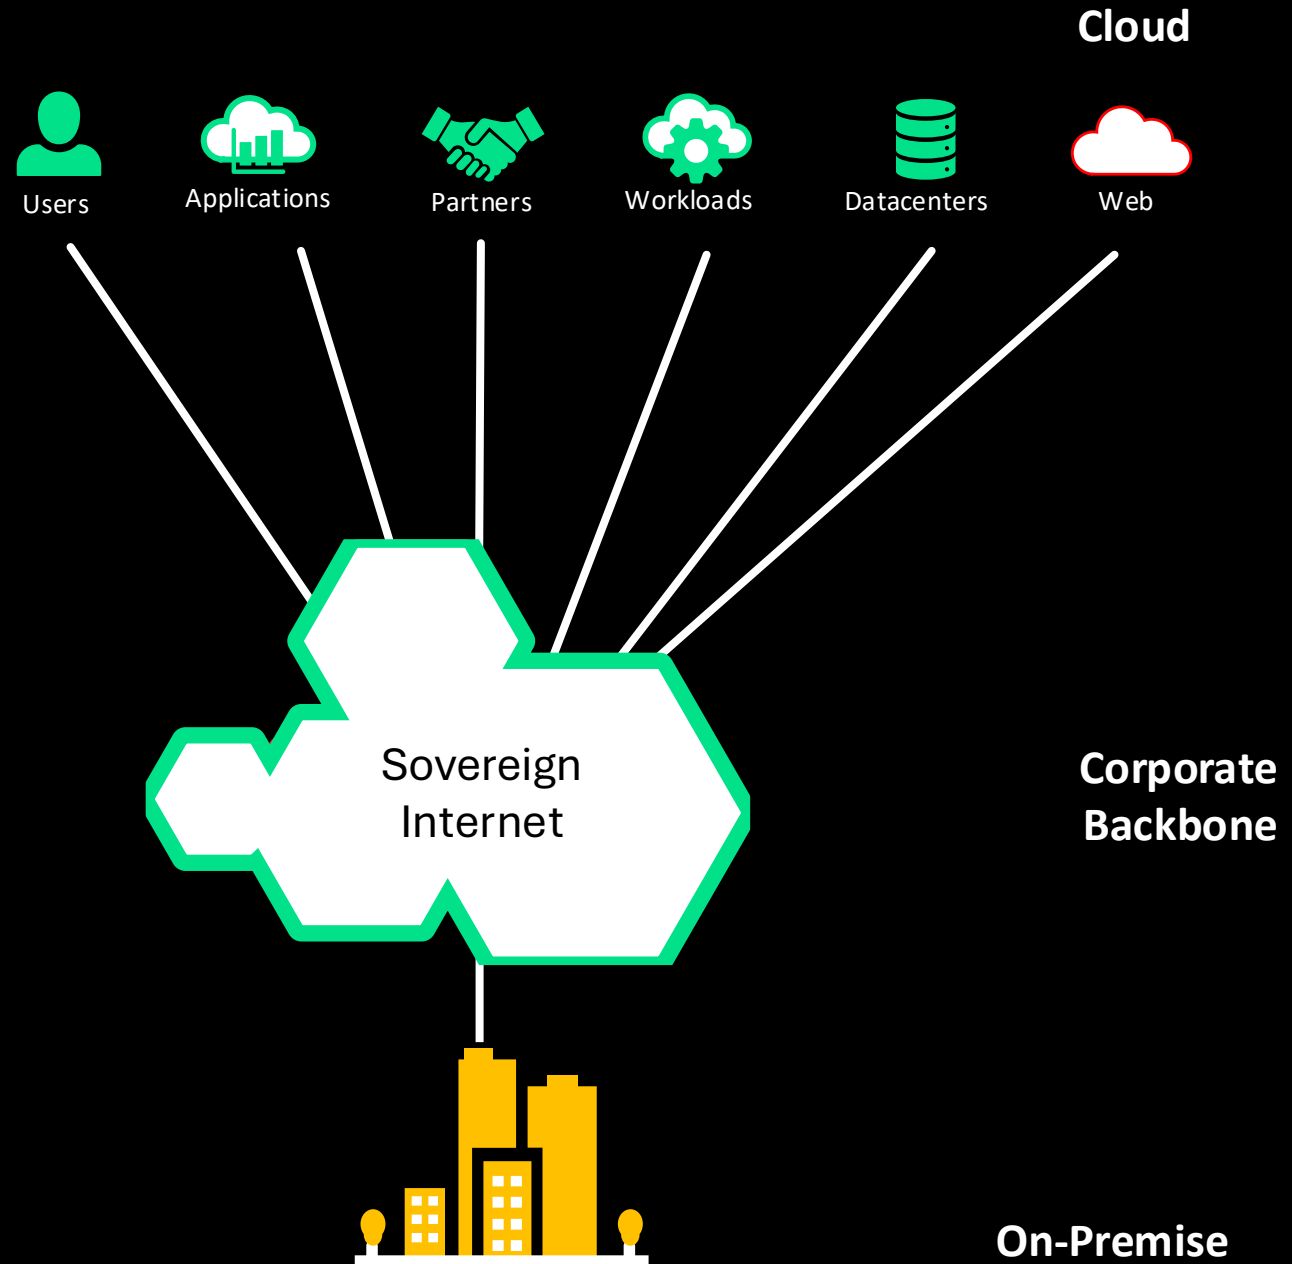 Cloud
Users
Applications
Partners
Workloads
Datacenters
Web
Sovereign
Internet
Corporate
Backbone
On-Premise